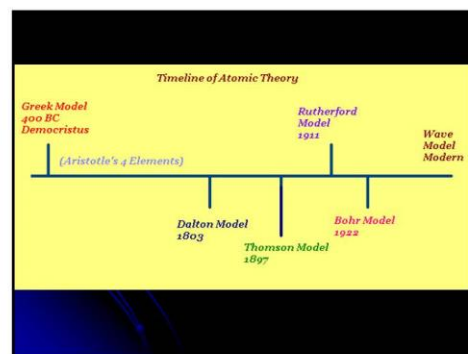 Timeline of Atomic Theory
Greek Model
400 BC
Democristus
(Aristotle's 4 Elements)
Dalton Model
1803
Thomson Model
1897
Rutherford
Model
1911
Bohr Model
1922
Wave
Model
Modern